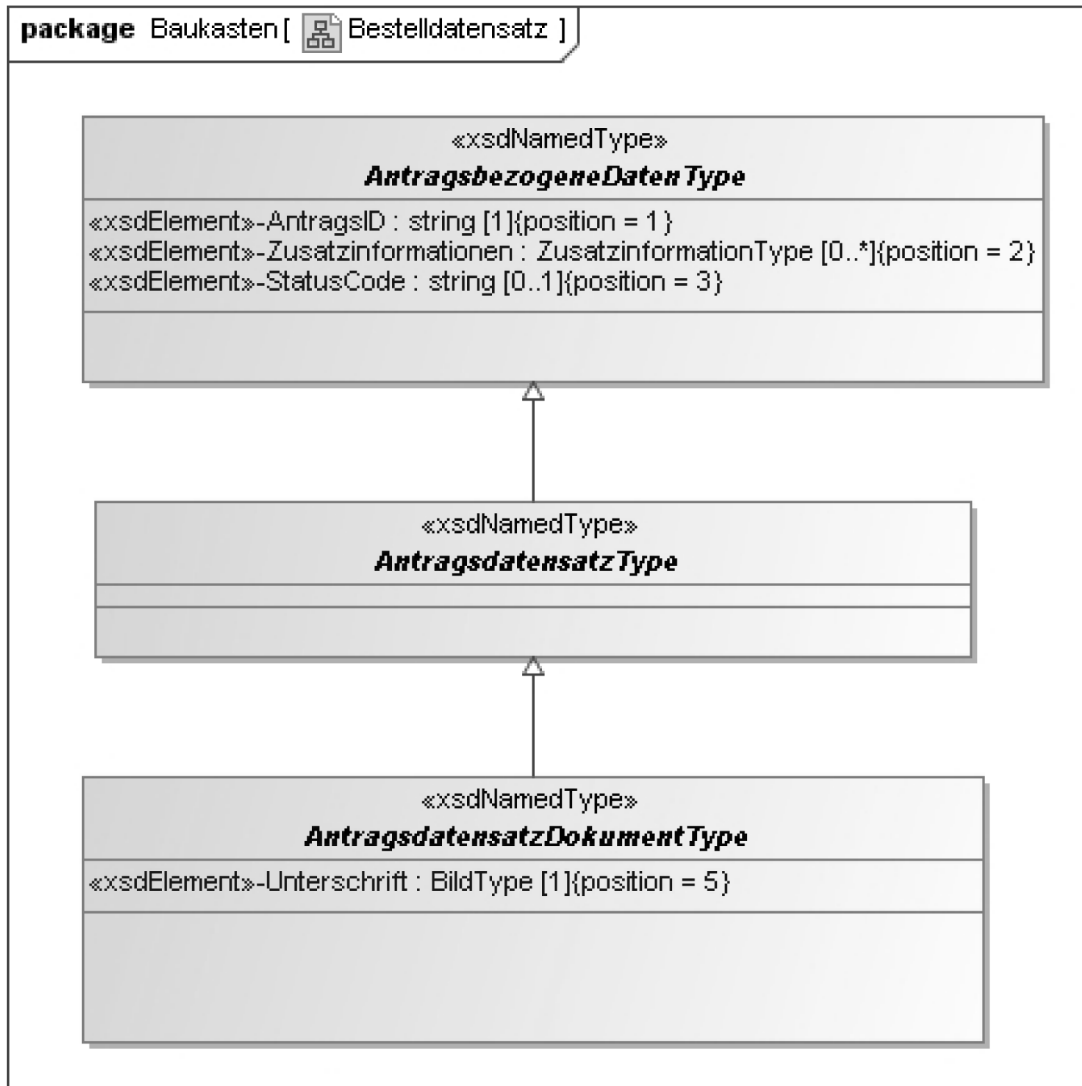 package Baukasten [ Bestelldatensatz ]
«xsdNamedType»
AntragsbezogeneDatenType
«xsdElement»-AntragsID : string [1]{position = 1}
«xsdElement»-Zusatzinformationen : ZusatzinformationType [0..*]{position = 2}
«xsdElement»-StatusCode : string [0..1]{position = 3}
«xsdNamedType»
AntragsdatensatzType
«xsdNamedType»
AntragsdatensatzDokumentType
«xsdElement»-Unterschrift : BildType [1]{position = 5}